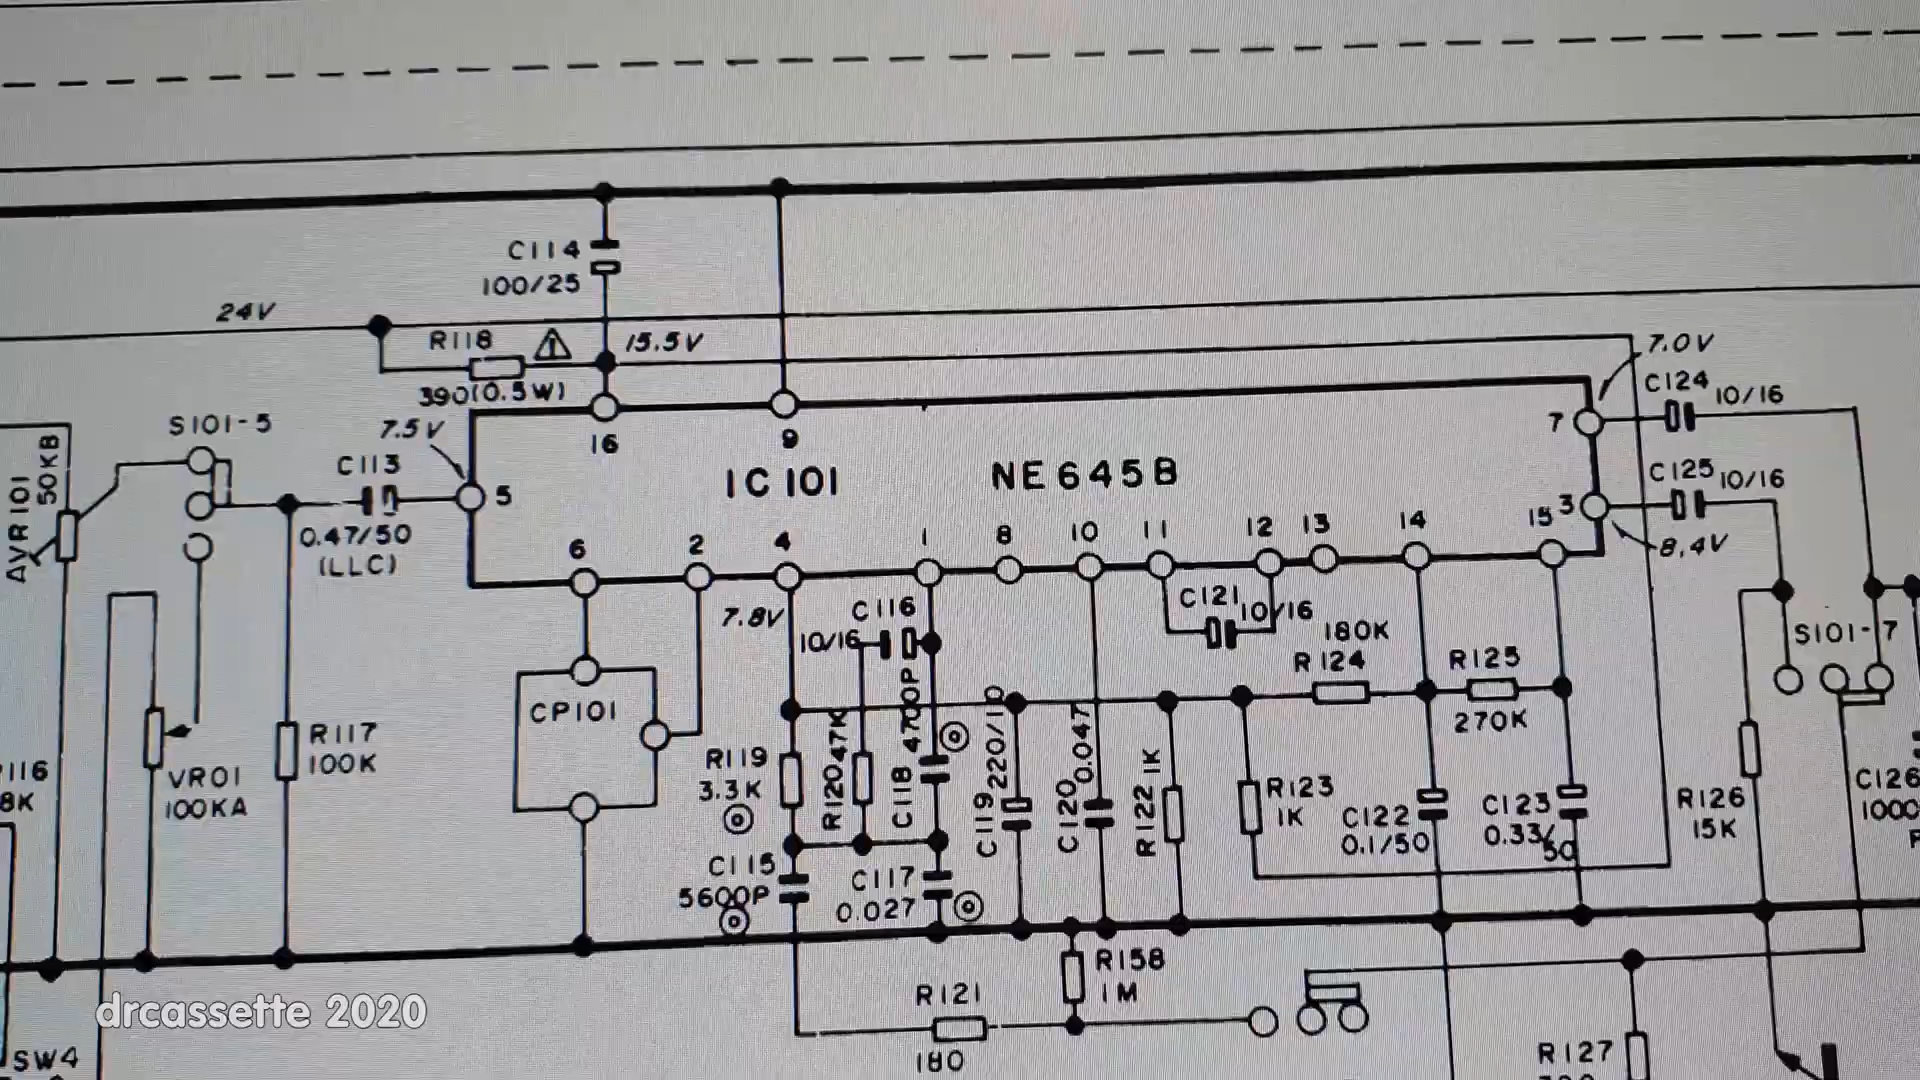 C114
100/25
24V
R118
15.5V
390(0.5W)
7.0V
C124
10/16
S101-5
7.5V
16
9
7
AVR101
50KB
C113
5
IC101
NE645B
C125
10/16
3
0.47/50
(LLC)
6
2
4
1
8
10
11
12
13
14
15
8.4V
7.8V
C116
10/16
C121
10/16
180K
R124
R125
270K
S101-7
CP101
R117
100K
VR01
100KA
116
8K
R119
3.3K
R120
47K
C118
4700P
C119
220/10
C120
0.047
R122 1K
R123
1K
C122
0.1/50
C123
0.33/50
R126
15K
C126
1000
P
C115
5600P
C117
0.027
R158
1M
R121
180
R127
drcassette 2020
SW4